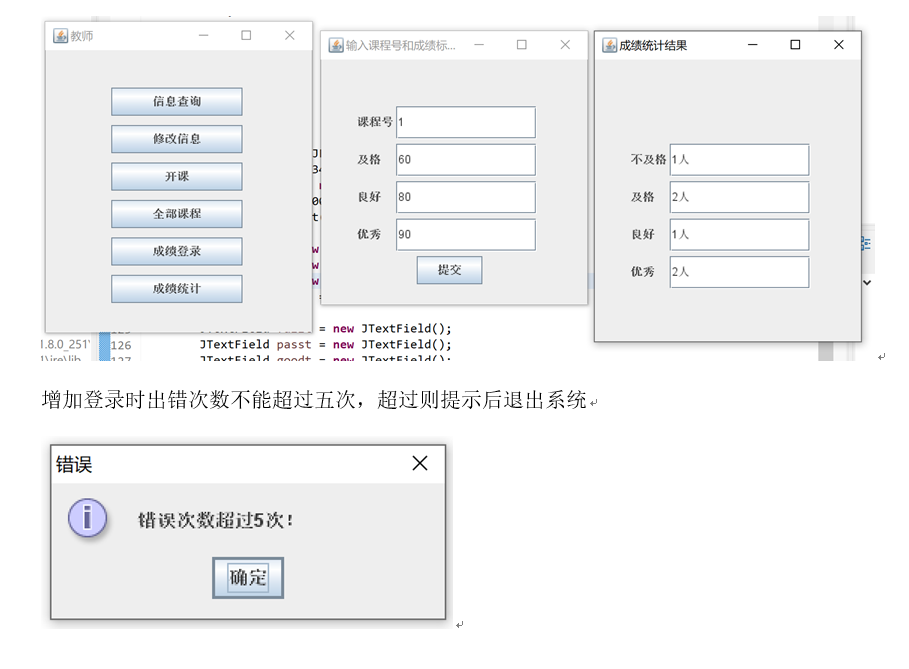 教师
信息查询
修改信息
开课
全部课程
成绩登录
成绩统计
输入课程号和成绩标...
课程号 1
及格 60
良好 80
优秀 90
提交
成绩统计结果
不及格 1人
及格 2人
良好 1人
优秀 2人
= new JTextField();
126 JTextField passt = new JTextField();
127 JTextField goodt = new JTextField();
1.8.0_251\
增加登录时出错次数不能超过五次，超过则提示后退出系统
错误
错误次数超过5次！
确定